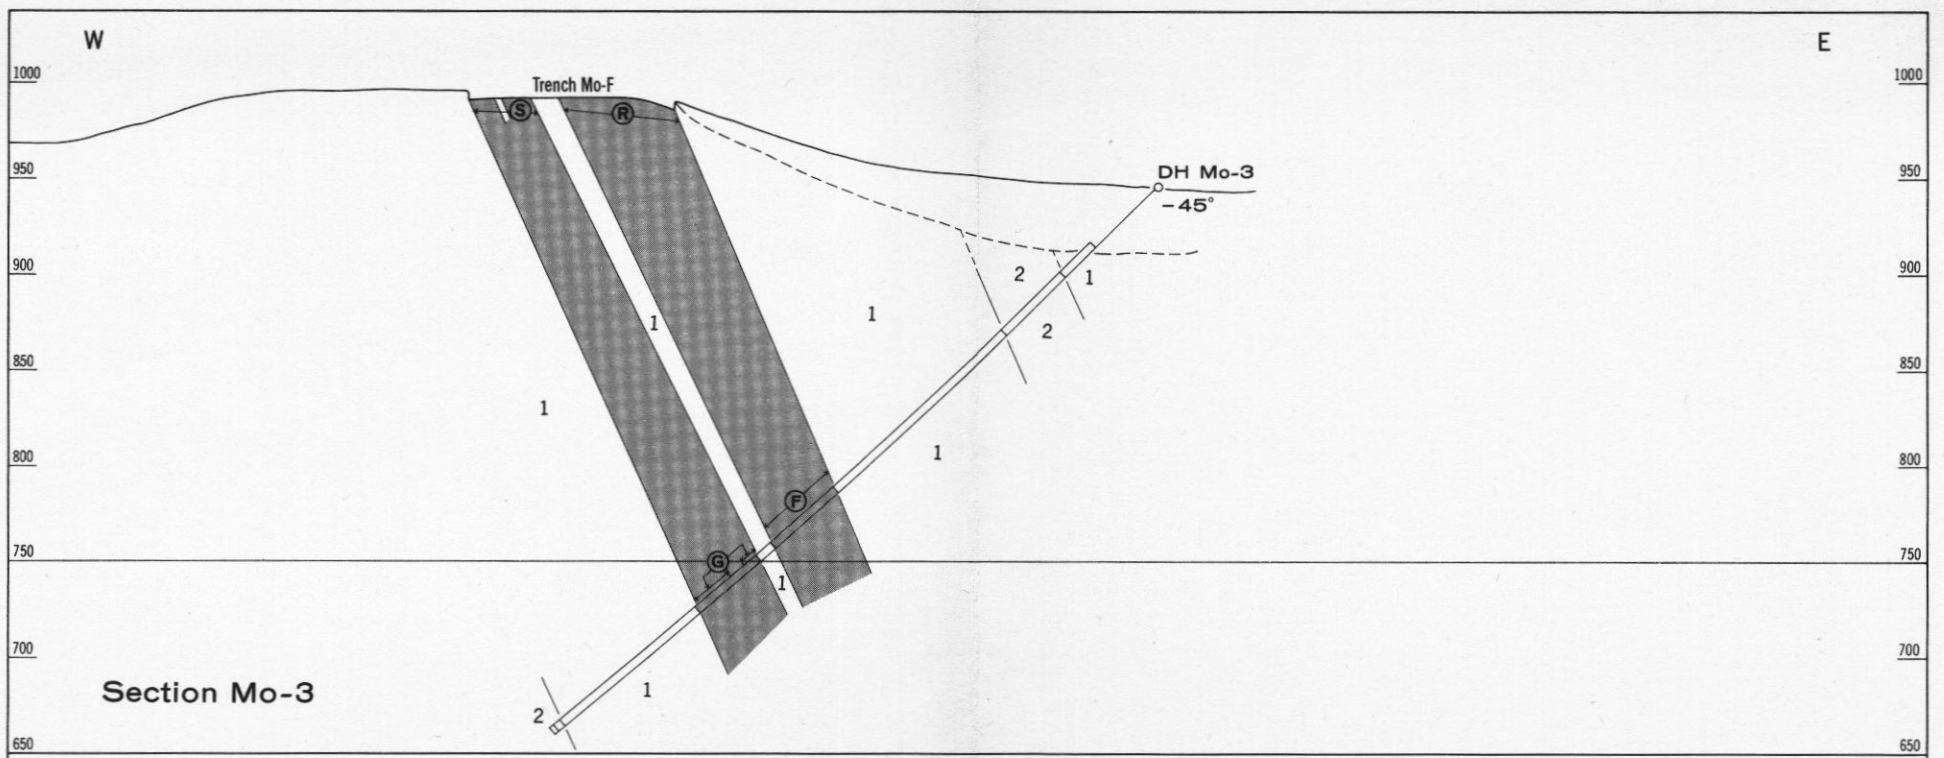 W E
1000 Trench Mo-F 1000
S R
950 DH Mo-3 950
-45°
900 2 1 900
1
1 2
850 850
1
1
800 800
F
750 G 750
1
700 700
Section Mo-3 1
2
650 650